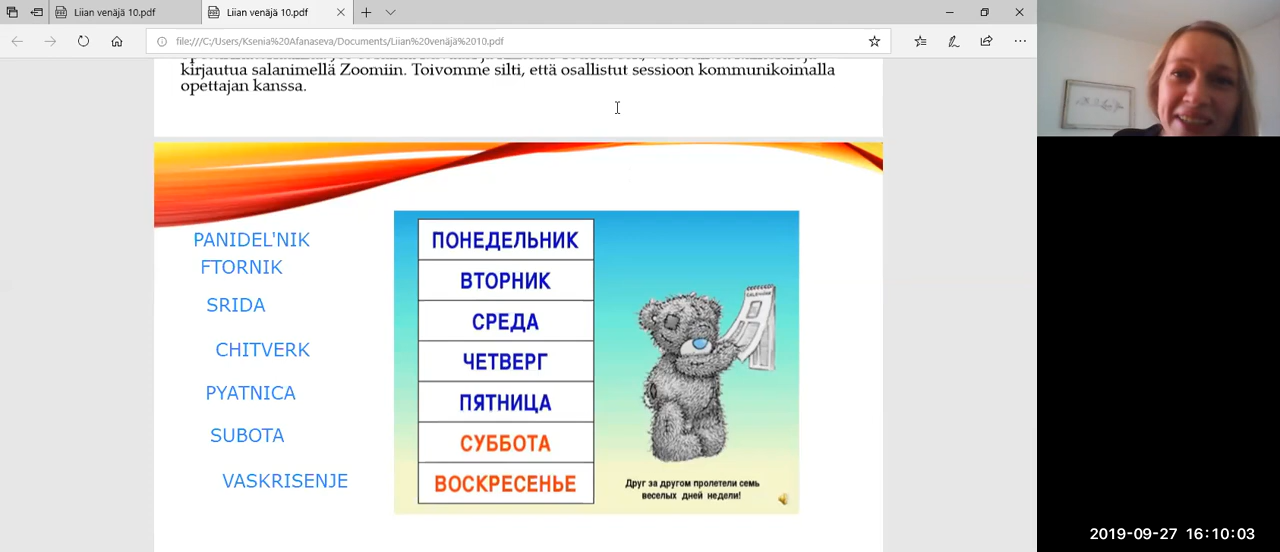 Liian venäjä 10.pdf
Liian venäjä 10.pdf
file:///C:/Users/Ksenia%20Afanaseva/Documents/Liian%20venäjä%2010.pdf
kirjautua salanimellä Zoomiin. Toivomme silti, että osallistut sessioon kommunikoimalla
opettajan kanssa.
PANIDEL'NIK
FTORNIK
SRIDA
CHITVERK
PYATNICA
SUBOTA
VASKRISENJE
ПОНЕДЕЛЬНИК
ВТОРНИК
СРЕДА
ЧЕТВЕРГ
ПЯТНИЦА
СУББОТА
ВОСКРЕСЕНЬЕ
Друг за другом пролетели семь
веселых дней недели!
2019-09-27 16:10:03